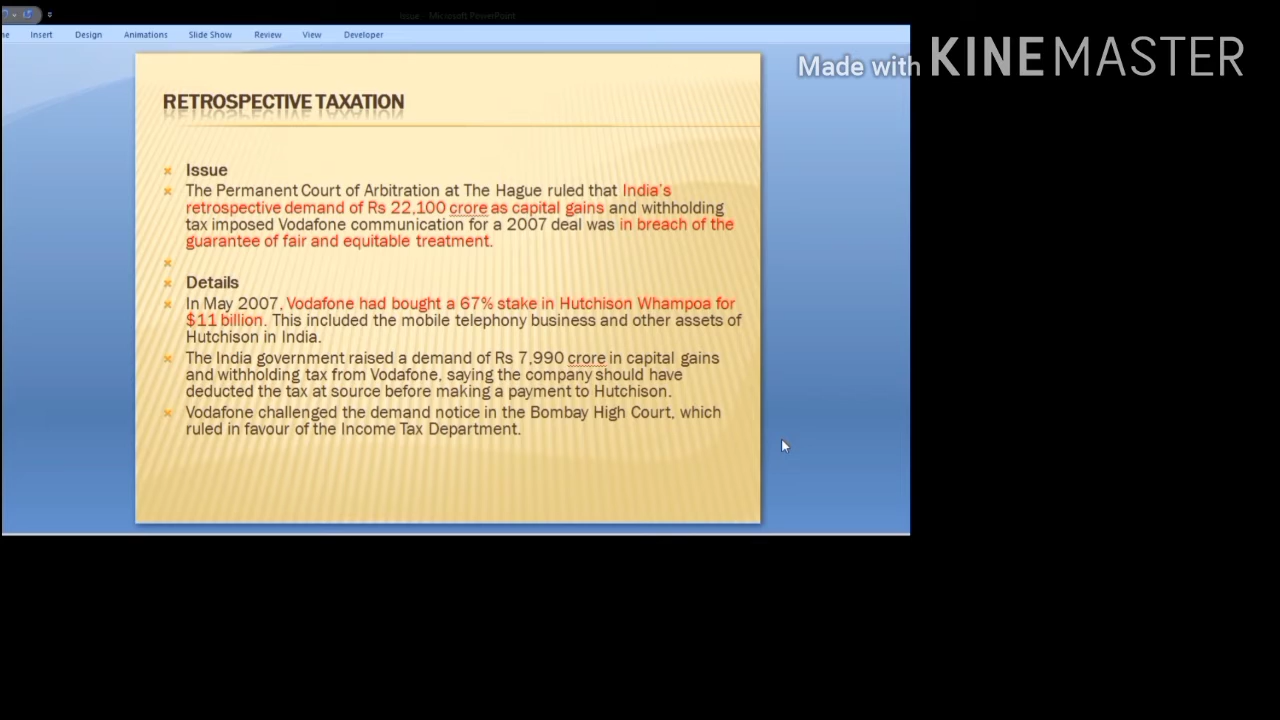 Issue - Microsoft PowerPoint
Insert Design Animations Slide Show Review View Developer
Made with KINEMASTER
RETROSPECTIVE TAXATION
Issue
The Permanent Court of Arbitration at The Hague ruled that India's
retrospective demand of Rs 22,100 crore as capital gains and withholding
tax imposed Vodafone communication for a 2007 deal was in breach of the
guarantee of fair and equitable treatment.
Details
In May 2007, Vodafone had bought a 67% stake in Hutchison Whampoa for
$11 billion. This included the mobile telephony business and other assets of
Hutchison in India.
The India government raised a demand of Rs 7,990 crore in capital gains
and withholding tax from Vodafone, saying the company should have
deducted the tax at source before making a payment to Hutchison.
Vodafone challenged the demand notice in the Bombay High Court, which
ruled in favour of the Income Tax Department.